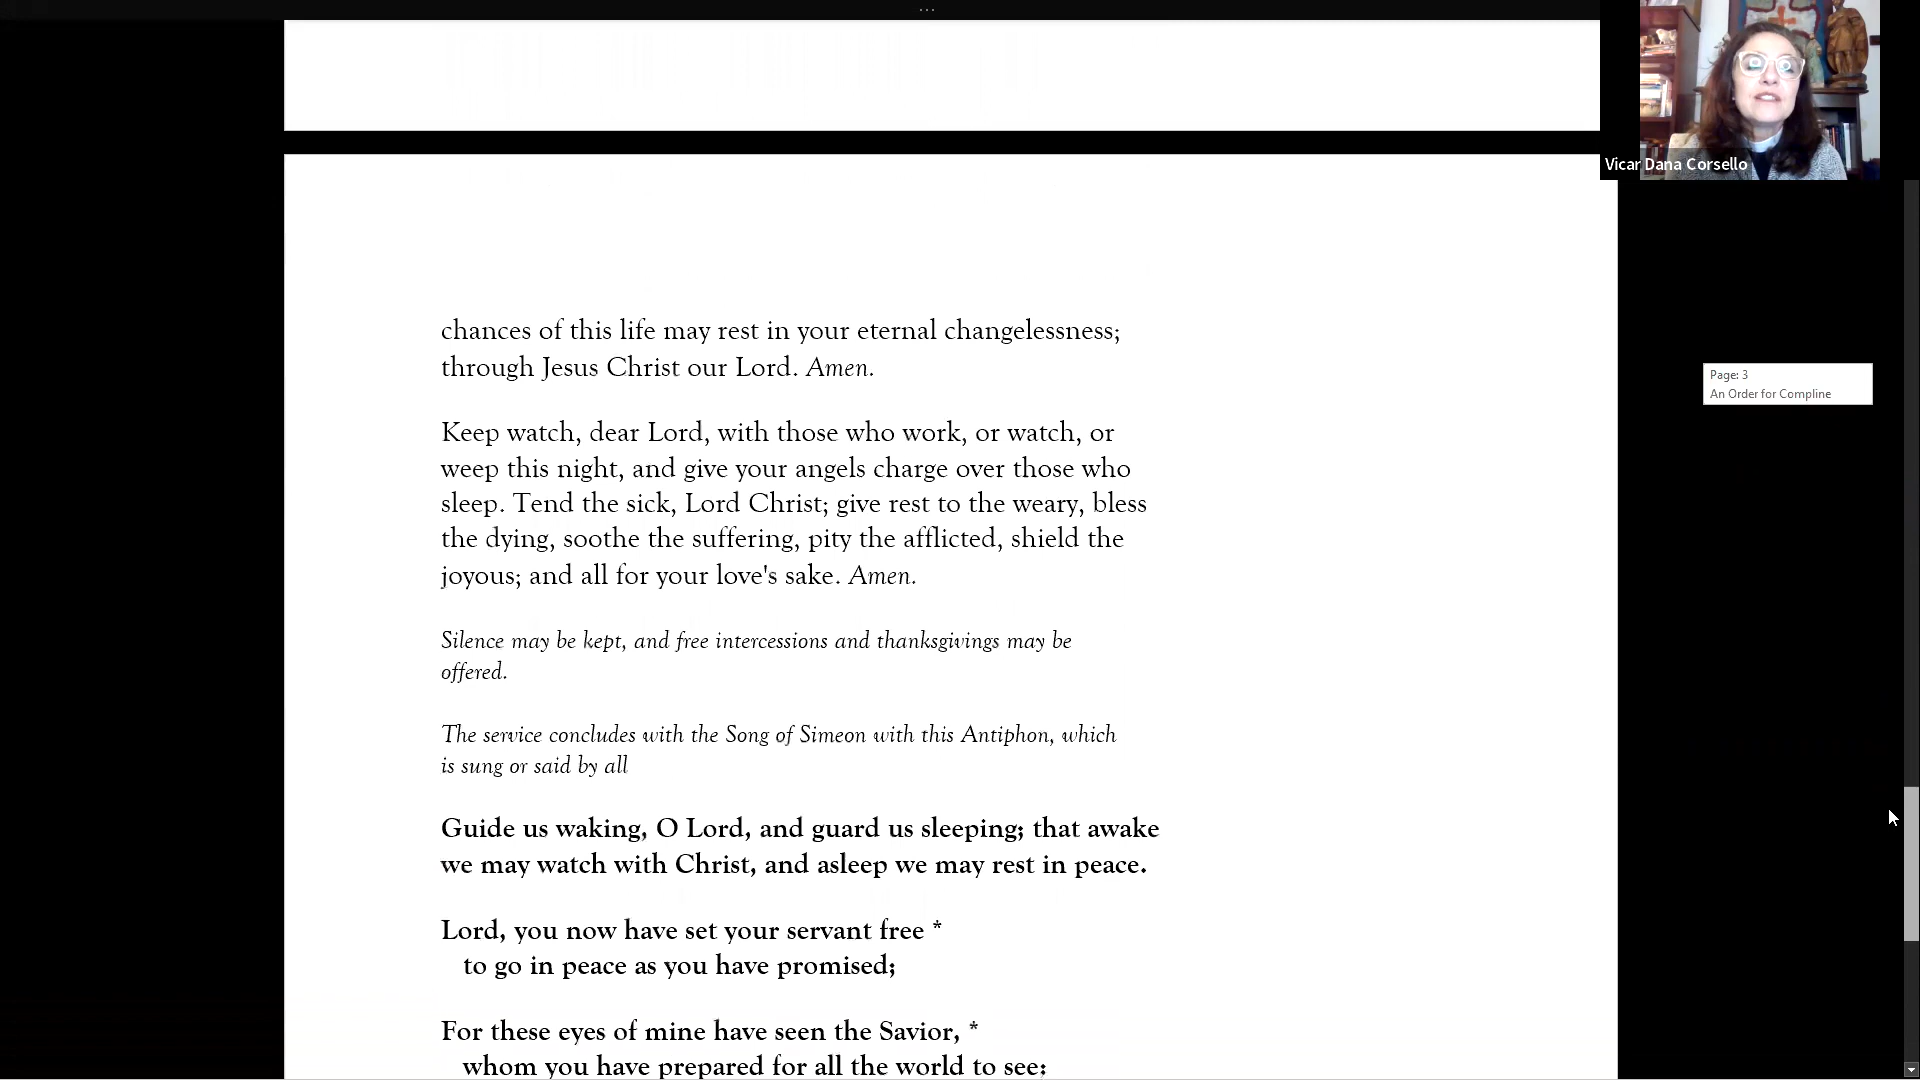 ...
Vicar Dana Corsello
chances of this life may rest in your eternal changelessness;
through Jesus Christ our Lord. Amen.
Page: 3
An Order for Compline
Keep watch, dear Lord, with those who work, or watch, or
weep this night, and give your angels charge over those who
sleep. Tend the sick, Lord Christ; give rest to the weary, bless
the dying, soothe the suffering, pity the afflicted, shield the
joyous; and all for your love's sake. Amen.
Silence may be kept, and free intercessions and thanksgivings may be
offered.
The service concludes with the Song of Simeon with this Antiphon, which
is sung or said by all
Guide us waking, O Lord, and guard us sleeping; that awake
we may watch with Christ, and asleep we may rest in peace.
Lord, you now have set your servant free *
to go in peace as you have promised;
For these eyes of mine have seen the Savior, *
whom you have prepared for all the world to see: